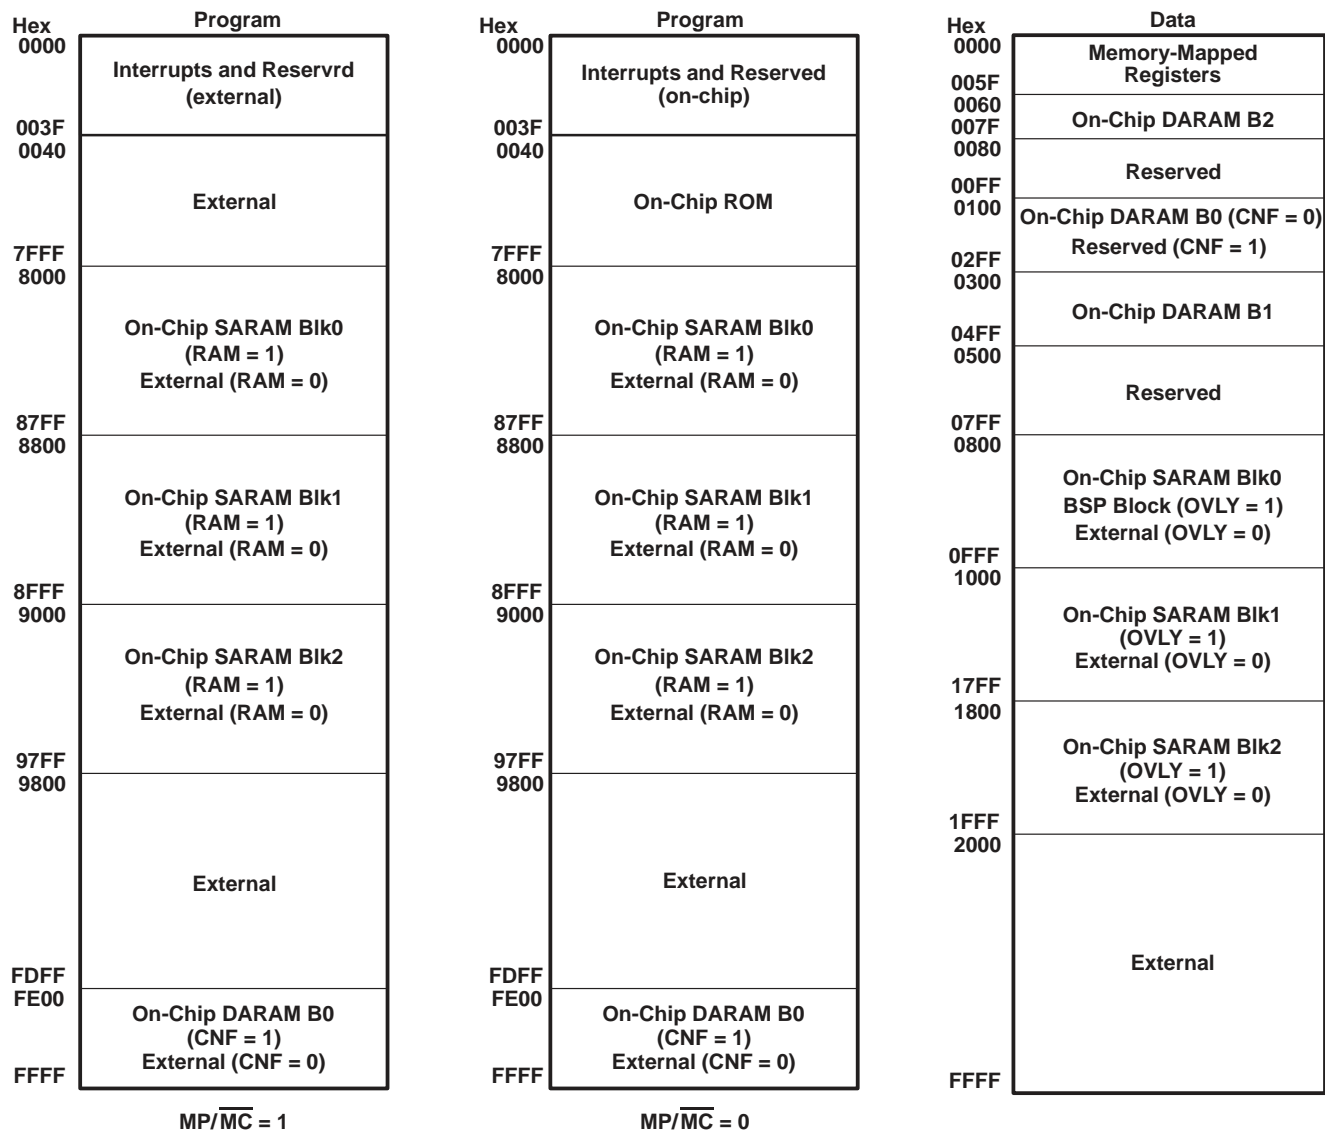 Hex
Program
0000
Interrupts and Reservrd
(external)
003F
0040
External
7FFF
8000
On-Chip SARAM Blk0
(RAM = 1)
External (RAM = 0)
87FF
8800
On-Chip SARAM Blk1
(RAM = 1)
External (RAM = 0)
8FFF
9000
On-Chip SARAM Blk2
(RAM = 1)
External (RAM = 0)
97FF
9800
External
FDFF
FE00
On-Chip DARAM B0
(CNF = 1)
External (CNF = 0)
FFFF
MP/M̅C̅ = 1
Hex
Program
0000
Interrupts and Reserved
(on-chip)
003F
0040
On-Chip ROM
7FFF
8000
On-Chip SARAM Blk0
(RAM = 1)
External (RAM = 0)
87FF
8800
On-Chip SARAM Blk1
(RAM = 1)
External (RAM = 0)
8FFF
9000
On-Chip SARAM Blk2
(RAM = 1)
External (RAM = 0)
97FF
9800
External
FDFF
FE00
On-Chip DARAM B0
(CNF = 1)
External (CNF = 0)
FFFF
MP/M̅C̅ = 0
Hex
Data
0000
Memory-Mapped
Registers
005F
0060
On-Chip DARAM B2
007F
0080
Reserved
00FF
0100
On-Chip DARAM B0 (CNF = 0)
Reserved (CNF = 1)
02FF
0300
On-Chip DARAM B1
04FF
0500
Reserved
07FF
0800
On-Chip SARAM Blk0
BSP Block (OVLY = 1)
External (OVLY = 0)
0FFF
1000
On-Chip SARAM Blk1
(OVLY = 1)
External (OVLY = 0)
17FF
1800
On-Chip SARAM Blk2
(OVLY = 1)
External (OVLY = 0)
1FFF
2000
External
FFFF